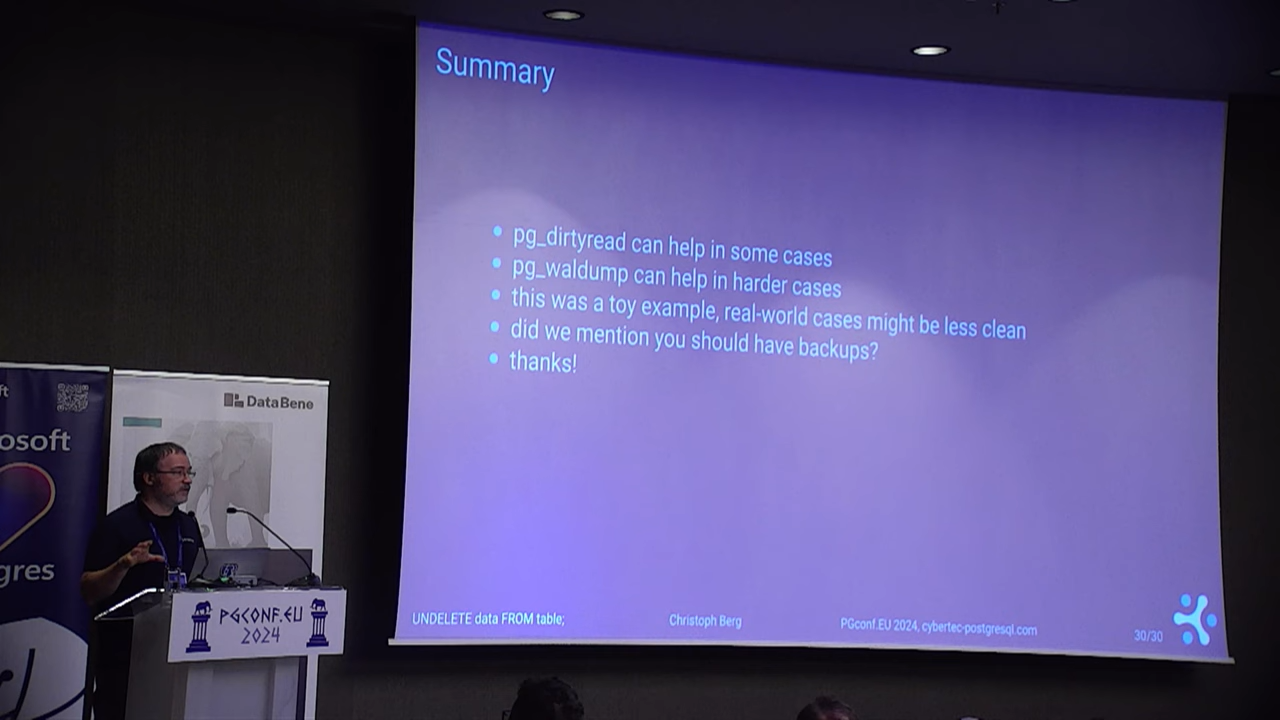 Summary
pg_dirtyread can help in some cases
pg_waldump can help in harder cases
this was a toy example, real-world cases might be less clean
did we mention you should have backups?
thanks!
UNDELETE data FROM table;
Christoph Berg
PGconf.EU 2024, cybertec-postgresql.com
30/30
ft
osoft
gres
DataBene
PGCONF.EU
2024